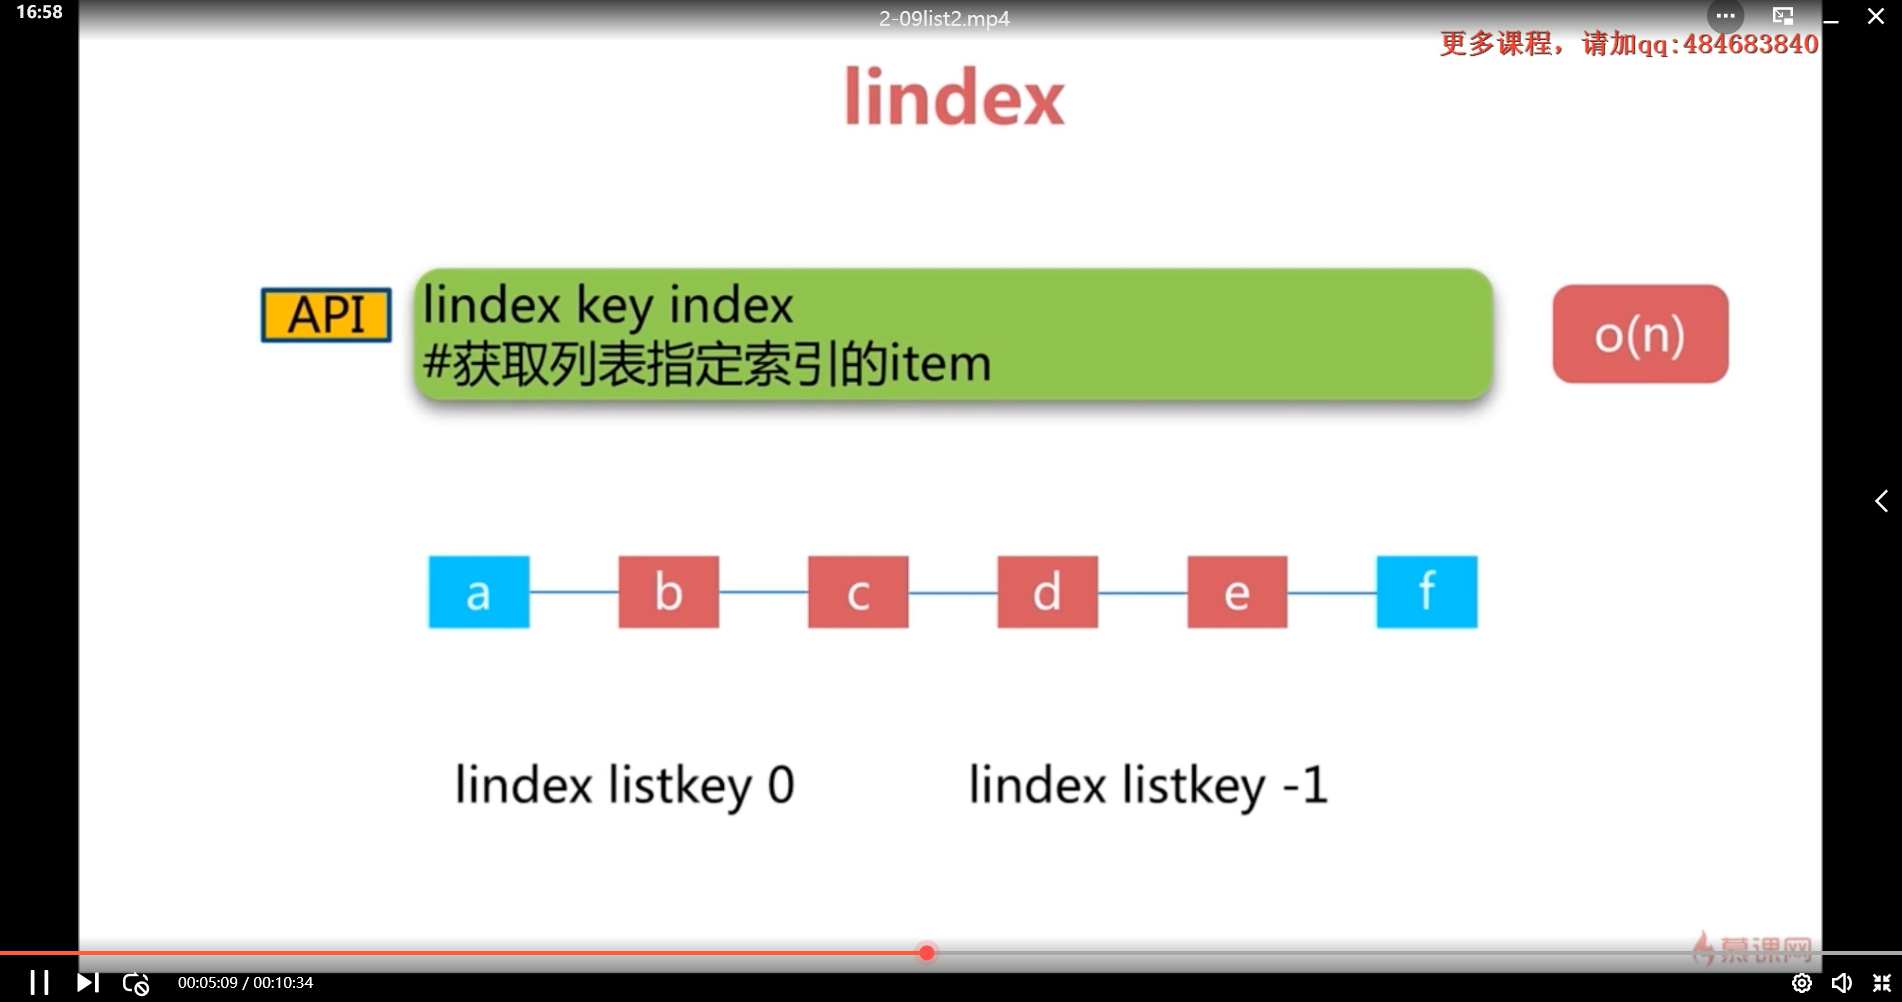 16:58
2-09list2.mp4
更多课程，请加qq:484683840
lindex
API
lindex key index
#获取列表指定索引的item
o(n)
a
b
c
d
e
f
lindex listkey 0
lindex listkey -1
慕课网
00:05:09 / 00:10:34